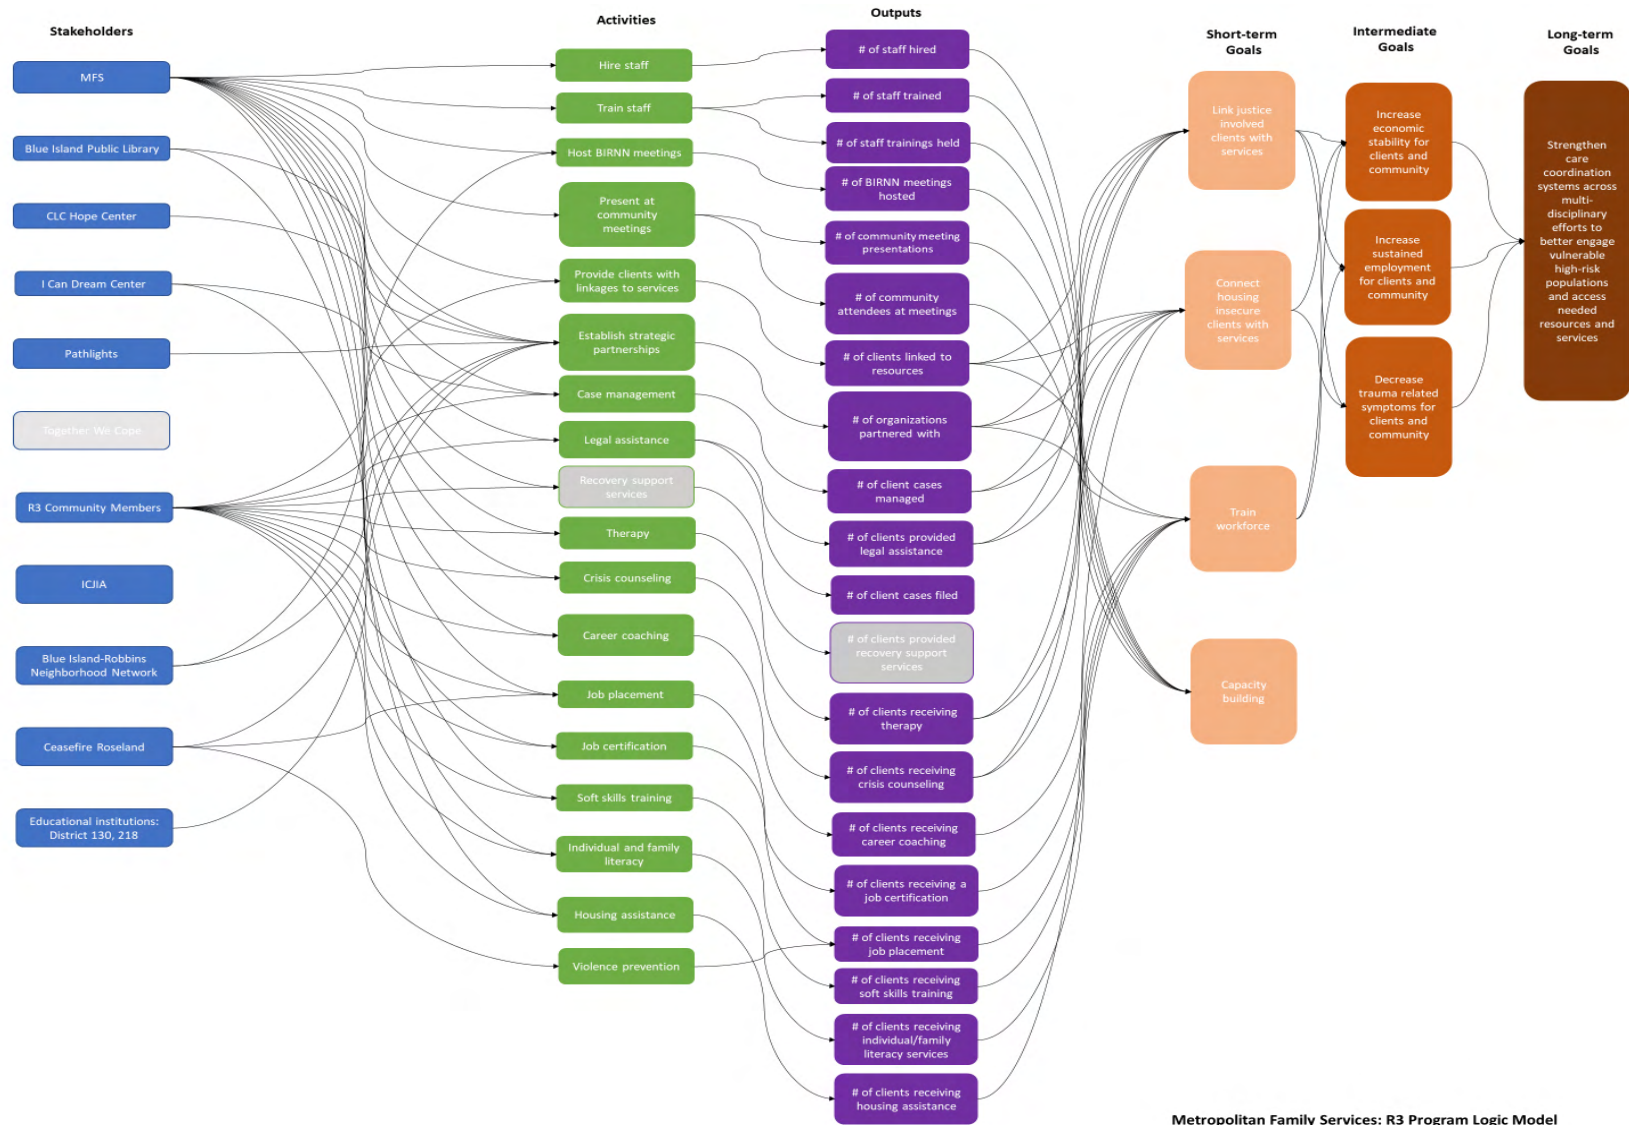 Stakeholders
MFS
Blue Island Public Library
CLC Hope Center
I Can Dream Center
Pathlights
Together We Cope
R3 Community Members
ICJIA
Blue Island-Robbins
Neighborhood Network
Ceasefire Roseland
Educational institutions:
District 130, 218
Activities
Hire staff
Train staff
Host BIRNN meetings
Present at
community
meetings
Provide clients with
linkages to services
Establish strategic
partnerships
Case management
Legal assistance
Recovery support
services
Therapy
Crisis counseling
Career coaching
Job placement
Job certification
Soft skills training
Individual and family
literacy
Housing assistance
Violence prevention
Outputs
# of staff hired
# of staff trained
# of staff trainings held
# of BIRNN meetings
hosted
# of community meeting
presentations
# of community
attendees at meetings
# of clients linked to
resources
# of organizations
partnered with
# of client cases
managed
# of clients provided
legal assistance
# of client cases filed
# of clients provided
recovery support
services
# of clients receiving
therapy
# of clients receiving
crisis counseling
# of clients receiving
career coaching
# of clients receiving a
job certification
# of clients receiving
job placement
# of clients receiving
soft skills training
# of clients receiving
individual/family
literacy services
# of clients receiving
housing assistance
Short-term
Goals
Link justice
involved
clients with
services
Connect
housing
insecure
clients with
services
Train
workforce
Capacity
building
Intermediate
Goals
Increase
economic
stability for
clients and
community
Increase
sustained
employment
for clients and
community
Decrease
trauma related
symptoms for
clients and
community
Long-term
Goals
Strengthen
care
coordination
systems across
multi-
disciplinary
efforts to
better engage
vulnerable
high-risk
populations
and access
needed
resources and
services
Metropolitan Family Services: R3 Program Logic Model